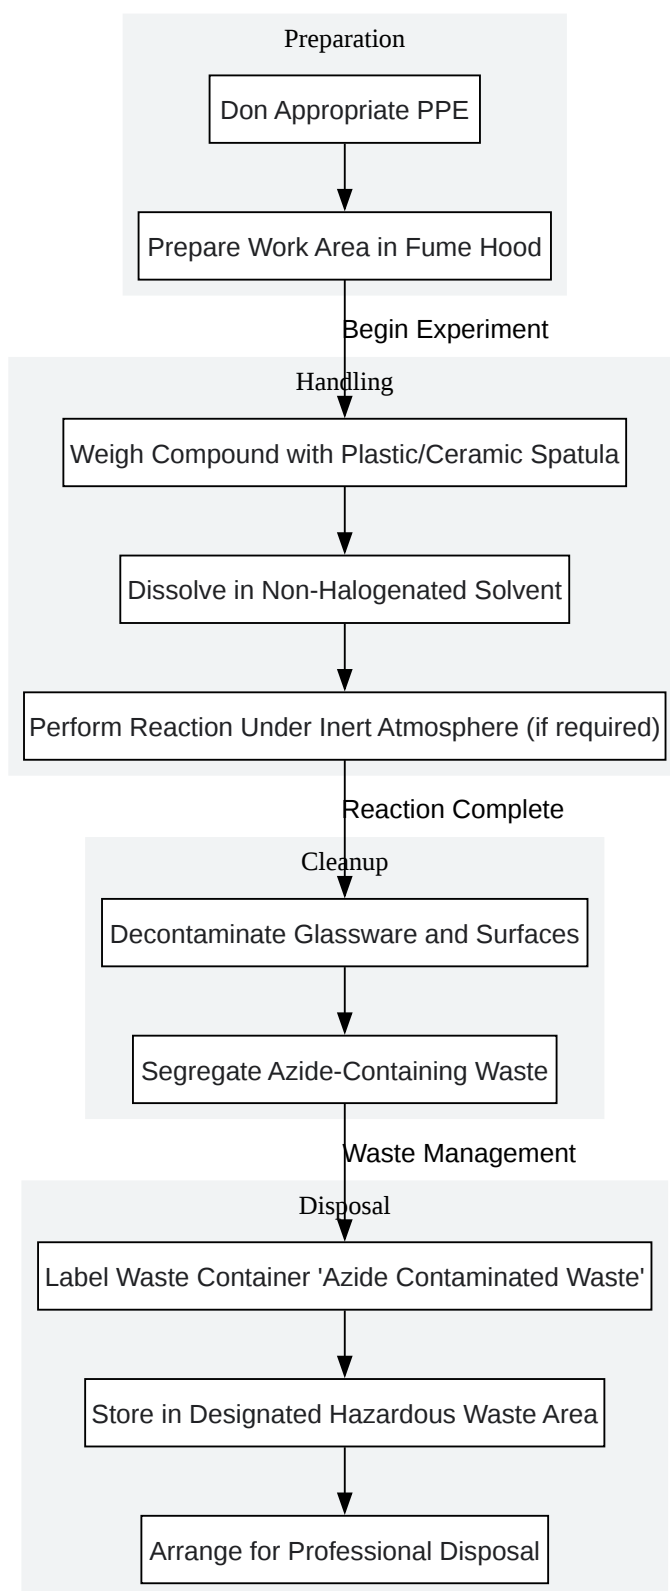 Preparation
Don Appropriate PPE
Prepare Work Area in Fume Hood
Begin Experiment
Handling
Weigh Compound with Plastic/Ceramic Spatula
Dissolve in Non-Halogenated Solvent
Perform Reaction Under Inert Atmosphere (if required)
Reaction Complete
Cleanup
Decontaminate Glassware and Surfaces
Segregate Azide-Containing Waste
Waste Management
Disposal
Label Waste Container 'Azide Contaminated Waste'
Store in Designated Hazardous Waste Area
Arrange for Professional Disposal